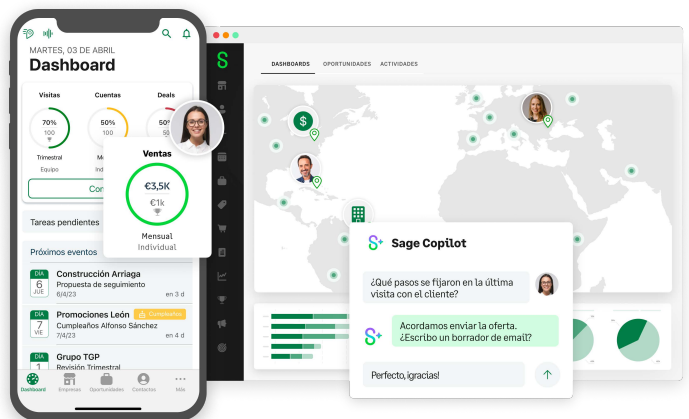 MARTES, 03 DE ABRIL
Dashboard
Visitas
Cuentas
Deals
70%
100
50%
100
50
Trimestral
Equipo
Ventas
€3,5K
€1k
Mensual
Individual
Tareas pendientes
Próximos eventos
DÍA
6
JUE
Construcción Arriaga
Propuesta de seguimiento
6/4/23
en 3 d
DÍA
7
VIE
Promociones León
Cumpleaños
Cumpleaños Alfonso Sánchez
7/4/23
en 4 d
DÍA
1
Grupo TGP
Revisión Trimestral
Dashboard
Empresas
Oportunidades
Contactos
Más
S
DASHBOARDS
OPORTUNIDADES
ACTIVIDADES
$
Sage Copilot
¿Qué pasos se fijaron en la última
visita con el cliente?
Acordamos enviar la oferta.
¿Escribo un borrador de email?
Perfecto, ¡gracias!